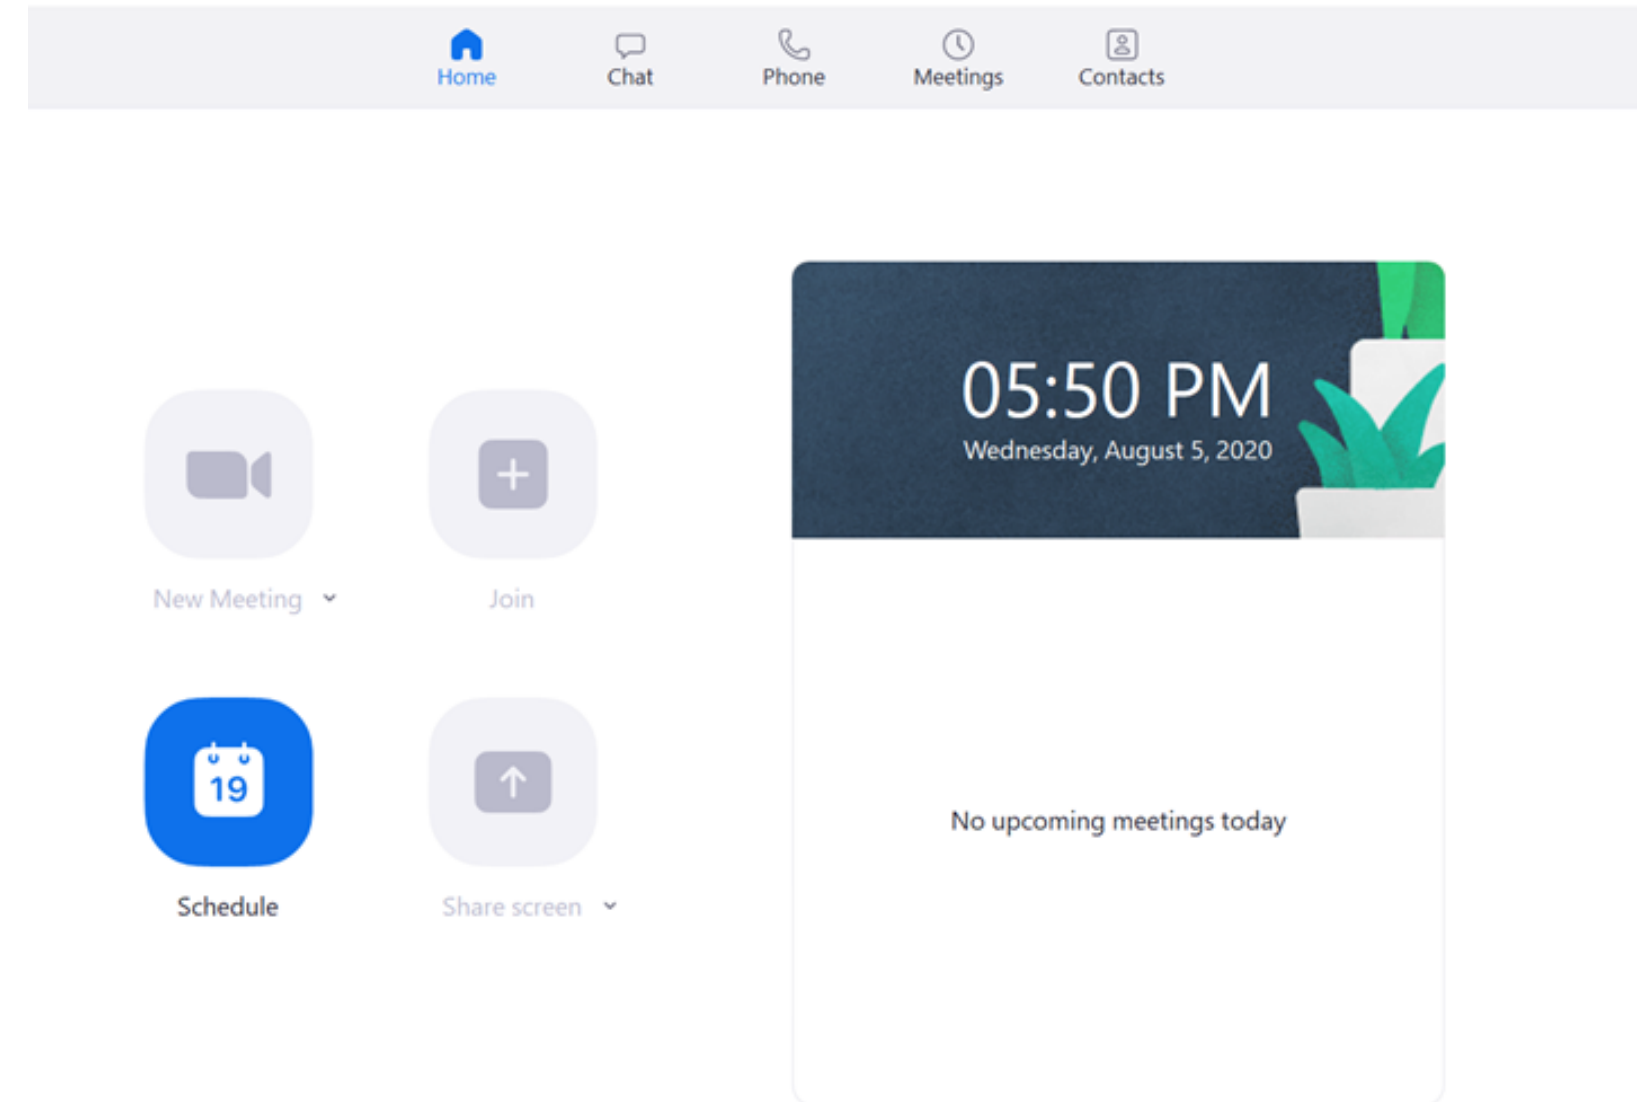 Home
Chat
Phone
Meetings
Contacts
05:50 PM
Wednesday, August 5, 2020
New Meeting
Join
19
Schedule
Share screen
No upcoming meetings today